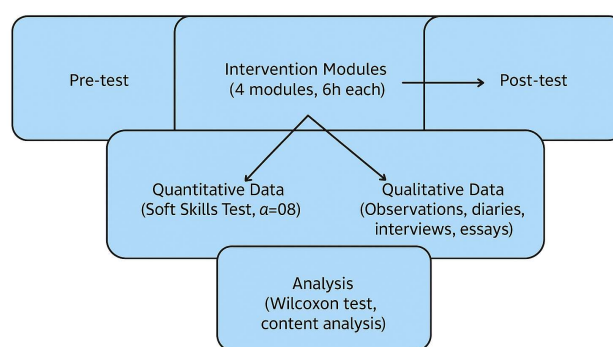 Pre-test
Intervention Modules
(4 modules, 6h each)
Post-test
Quantitative Data
(Soft Skills Test, α=08)
Qualitative Data
(Observations, diaries,
interviews, essays)
Analysis
(Wilcoxon test,
content analysis)